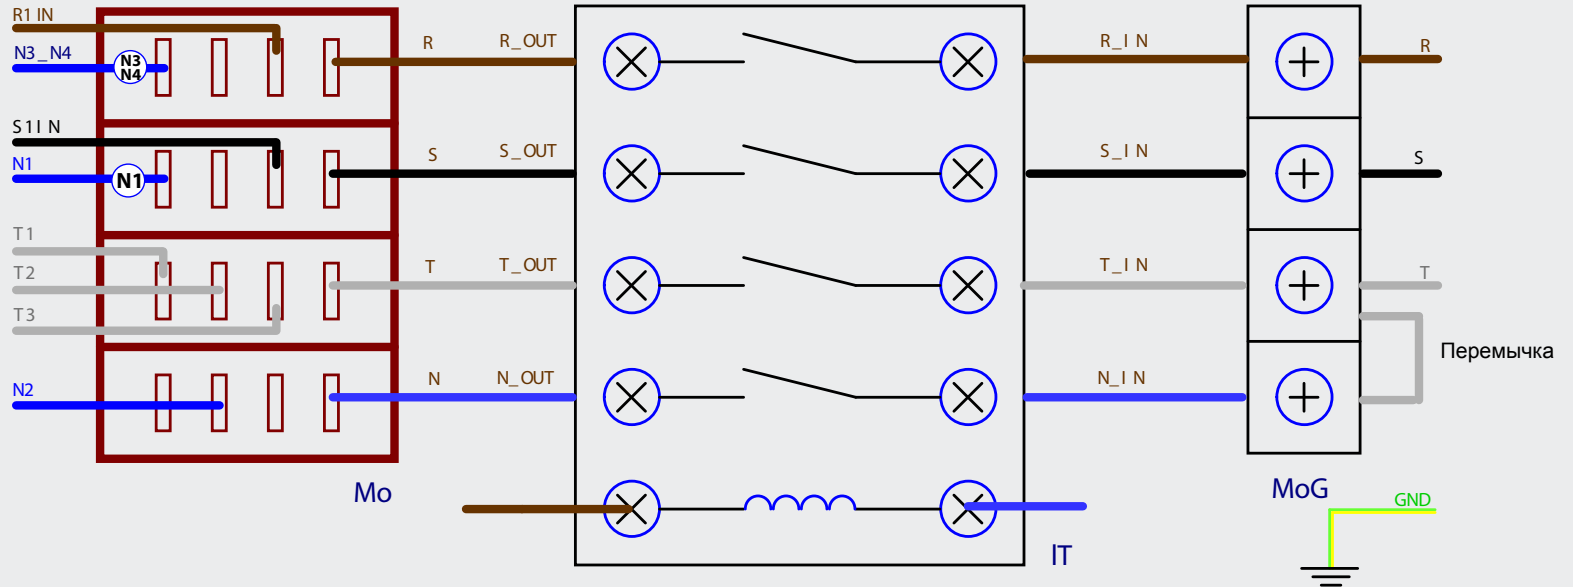 R1 IN
N3_N4
N3
N4
R
R_OUT
R_I N
R
S1I N
N1
N1
S
S_OUT
S_I N
S
T1
T2
T3
T
T_OUT
T_I N
T
Перемычка
N2
N
N_OUT
N_I N
Mo
IT
MoG
GND